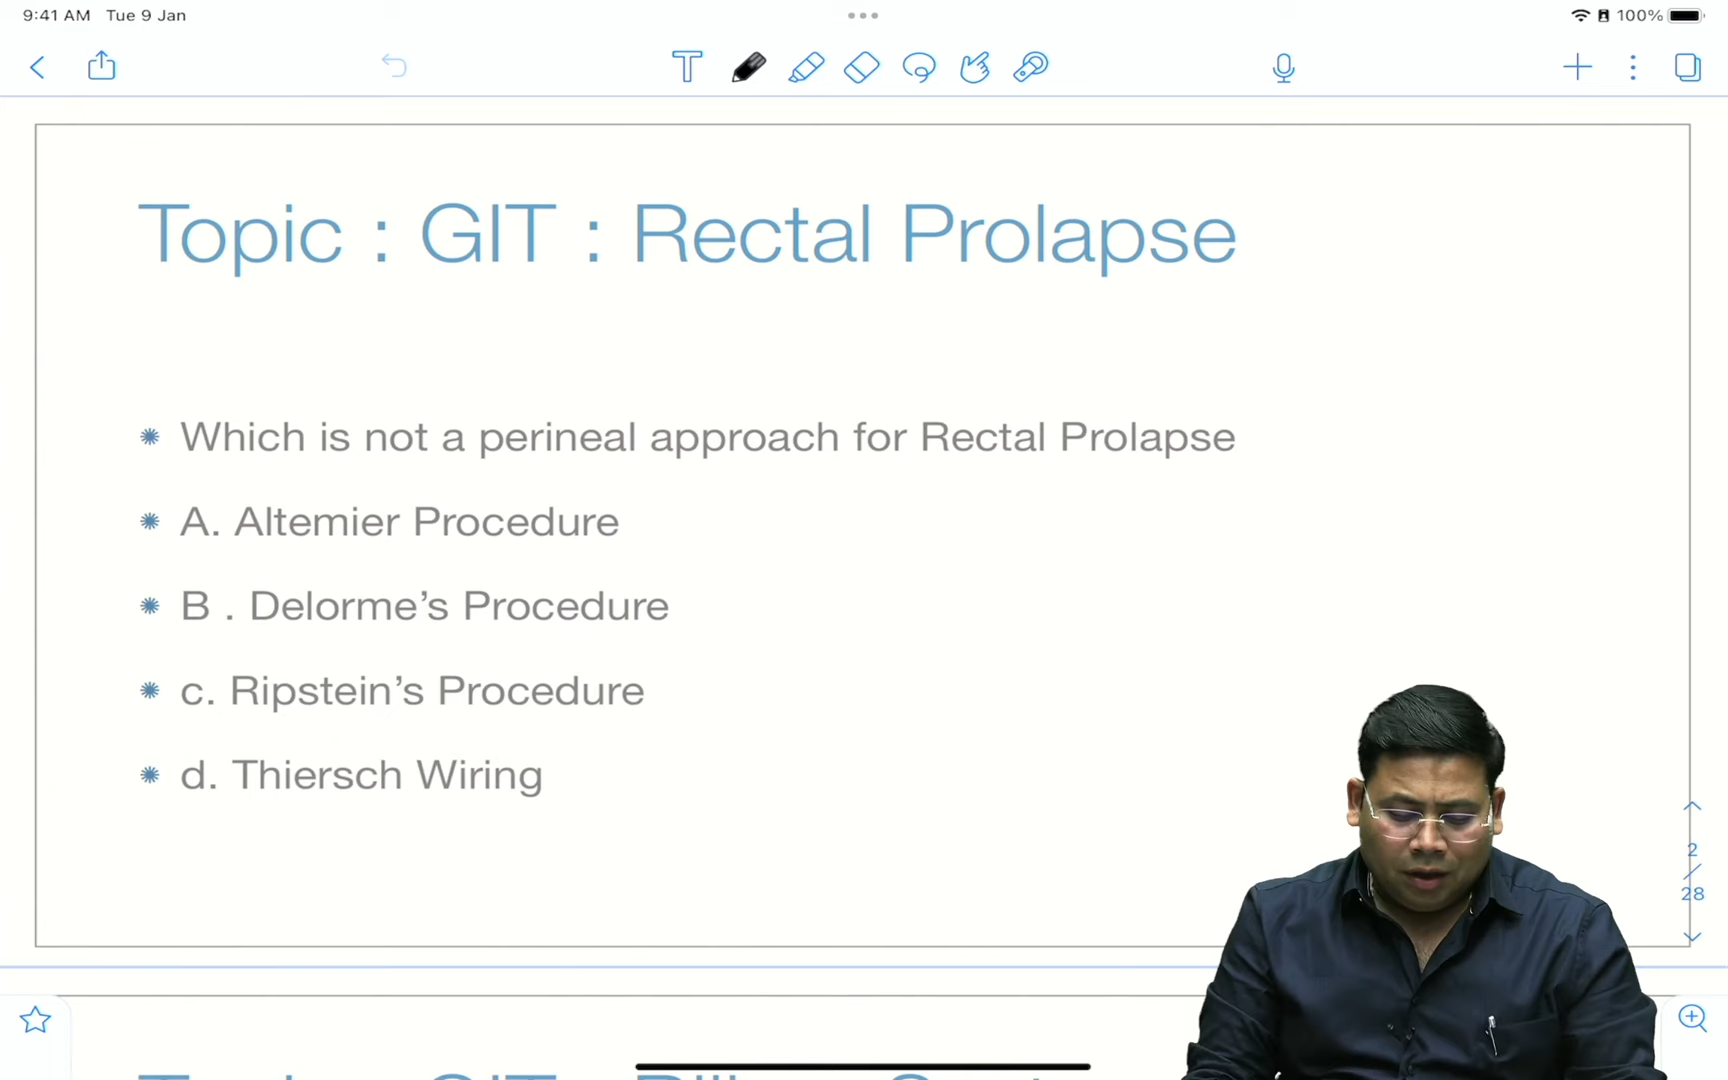 9:41 AM Tue 9 Jan
100%
Topic : GIT : Rectal Prolapse
Which is not a perineal approach for Rectal Prolapse
A. Altemier Procedure
B . Delorme’s Procedure
c. Ripstein’s Procedure
d. Thiersch Wiring
2
/
28